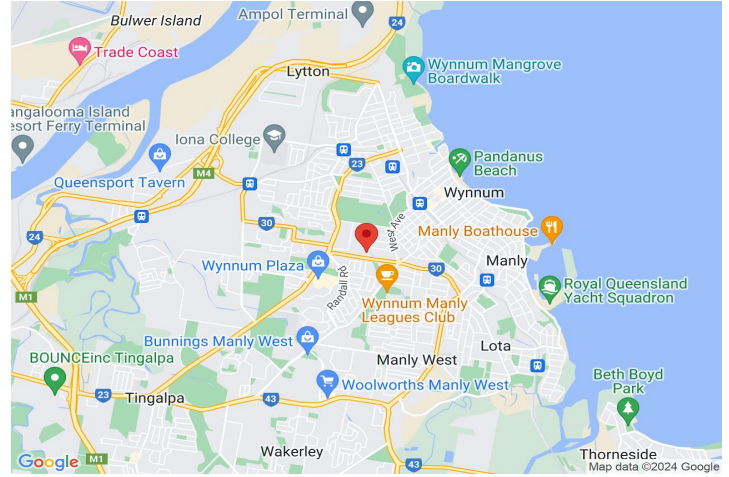 Bulwer Island
Ampol Terminal
24
Trade Coast
Lytton
Wynnum Mangrove
Boardwalk
angalooma Island
esort Ferry Terminal
Iona College
23
Pandanus
Beach
Queensport Tavern
M4
Wynnum
West Ave
30
Manly Boathouse
24
Wynnum Plaza
Manly
30
Randall Rd
M1
Wynnum Manly
Leagues Club
Royal Queensland
Yacht Squadron
Bunnings Manly West
Lota
BOUNCEinc Tingalpa
Manly West
Beth Boyd
Park
Woolworths Manly West
23
Tingalpa
43
Wakerley
Thorneside
Google
M1
43
Map data ©2024 Google